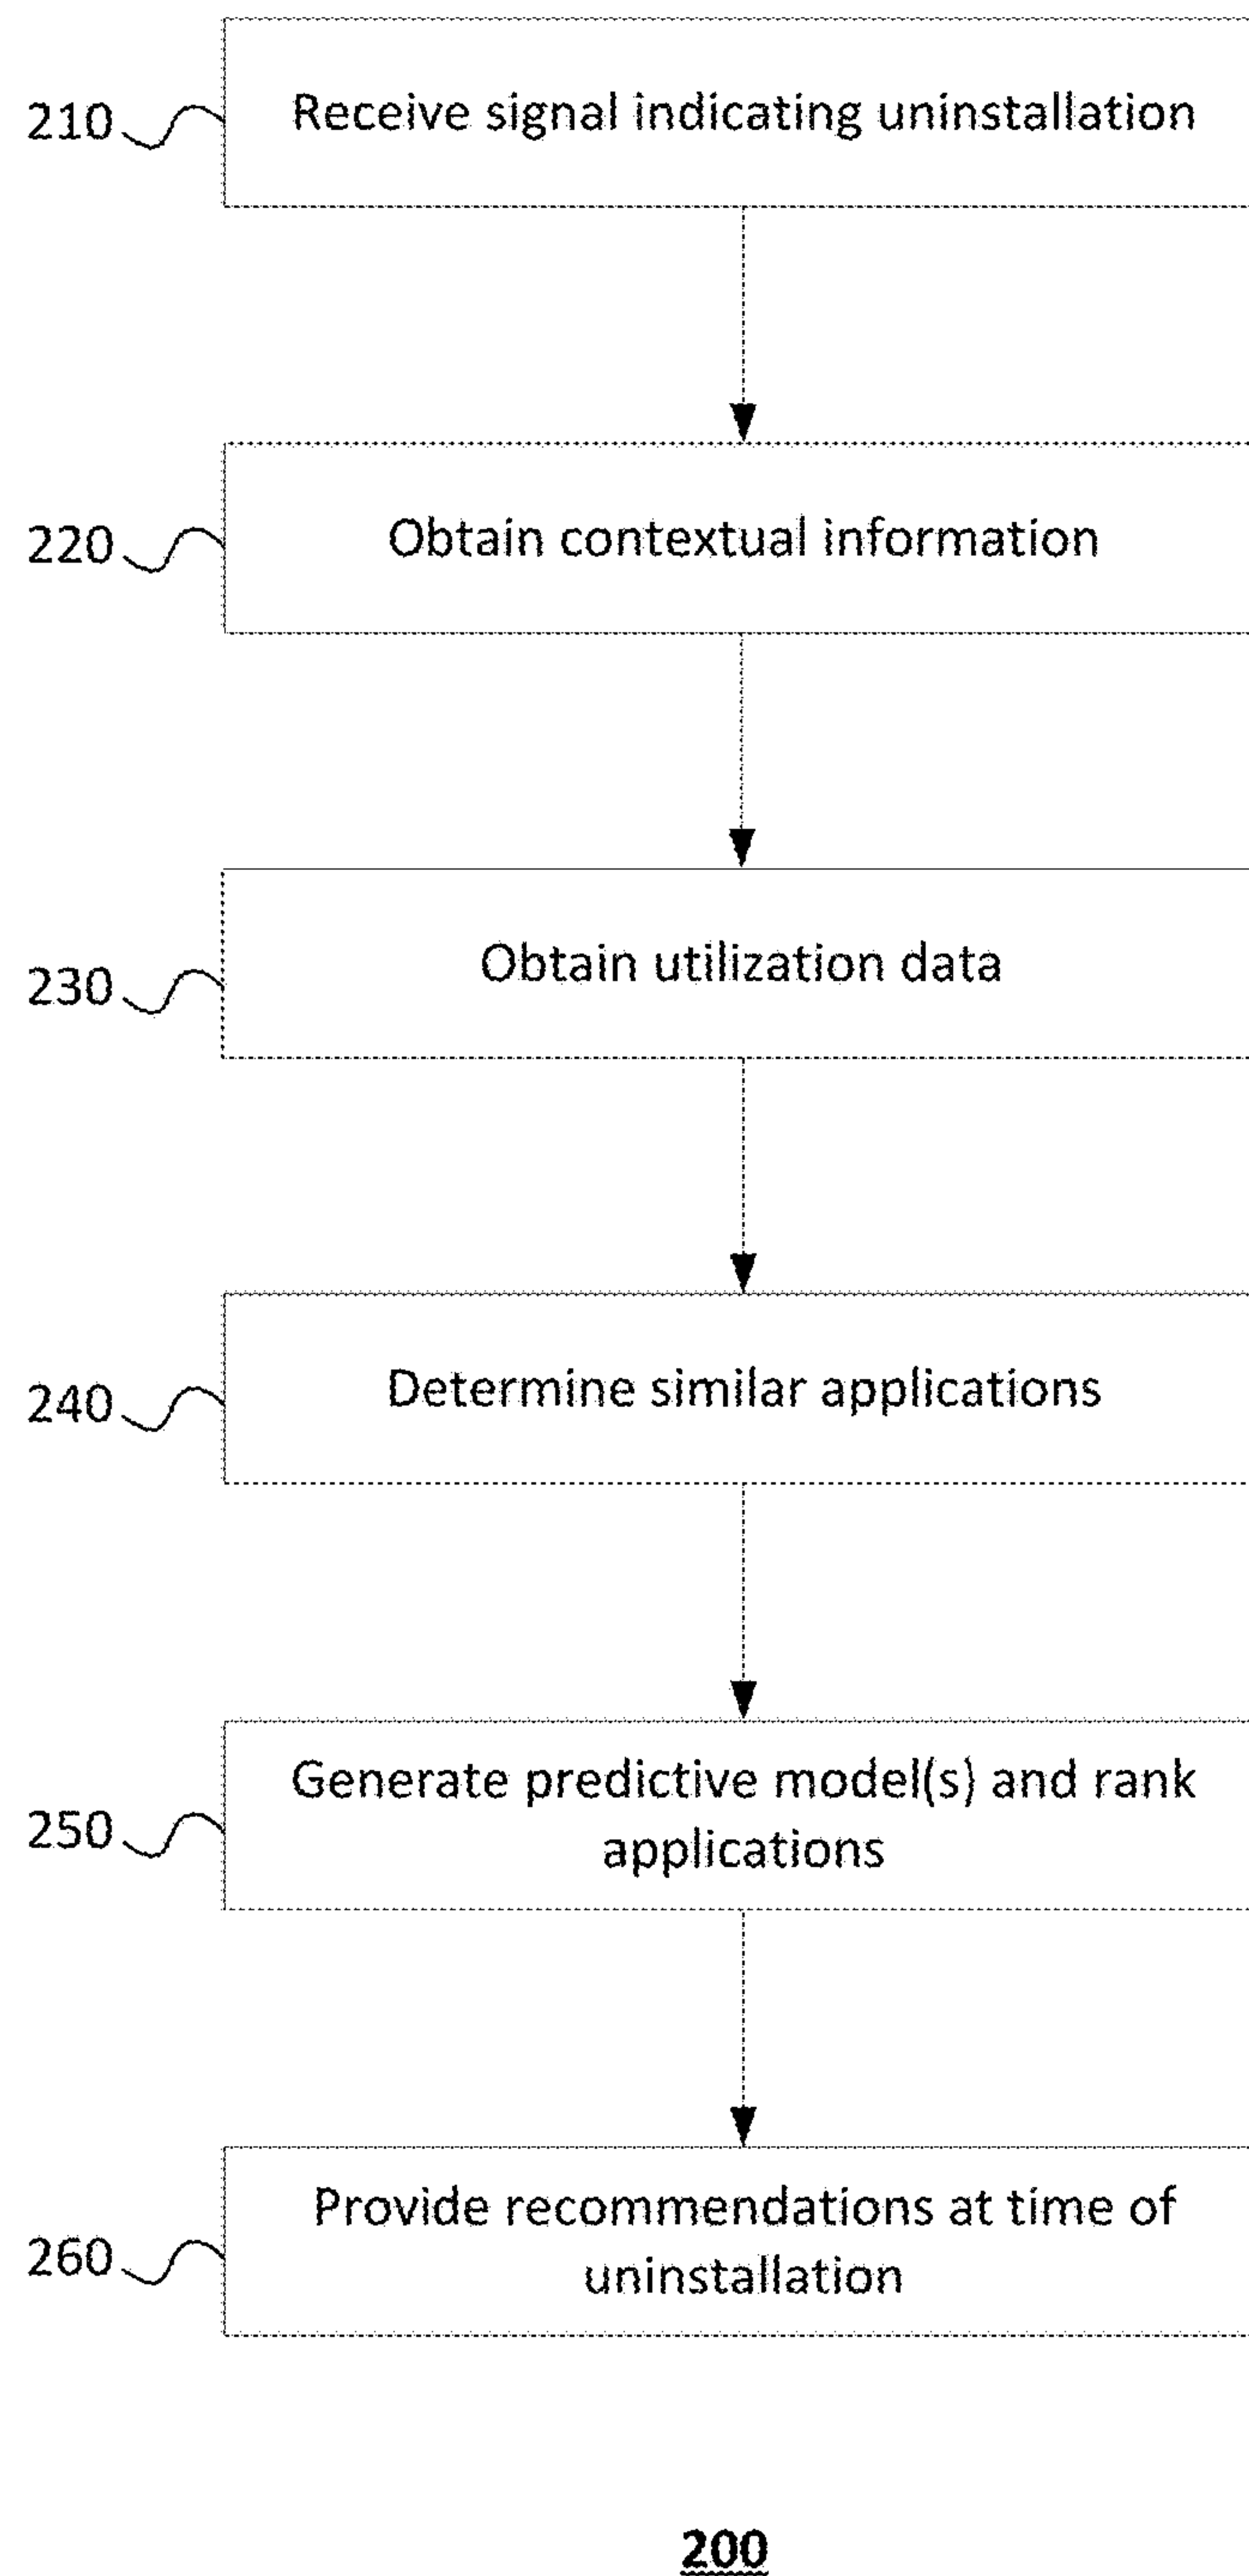 210
Receive signal indicating uninstallation
220
Obtain contextual information
230
Obtain utilization data
240
Determine similar applications
250
Generate predictive model(s) and rank
applications
260
Provide recommendations at time of
uninstallation
200